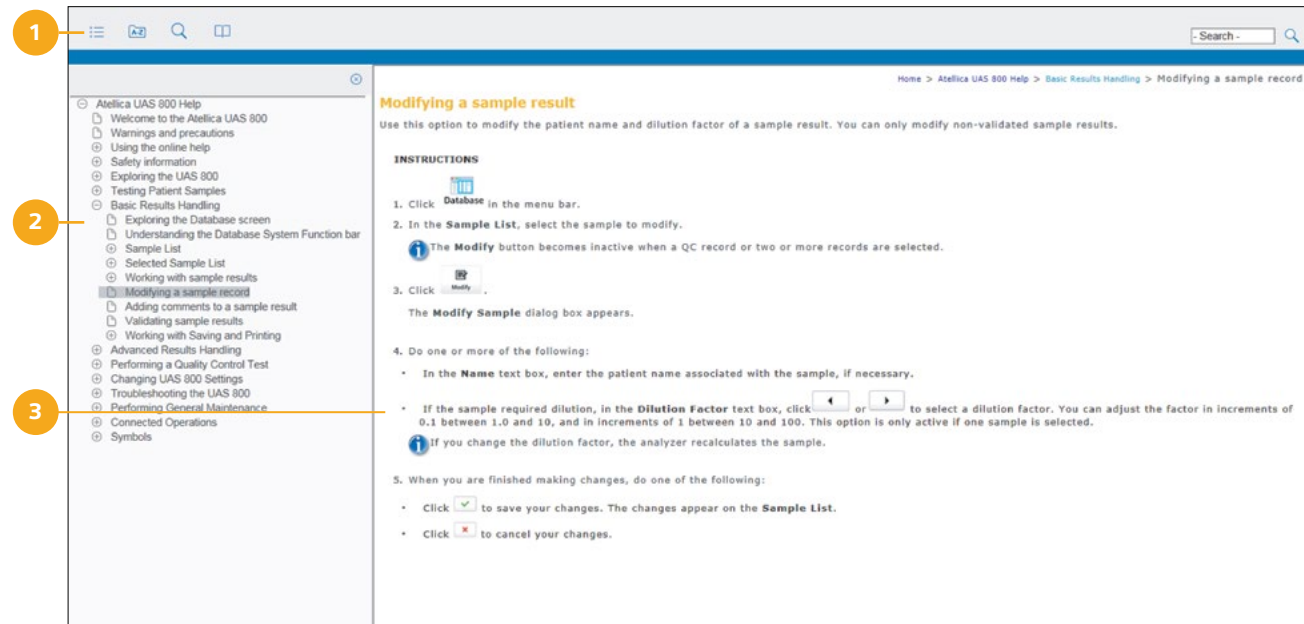 1
A-Z
- Search -
Home > Atellica UAS 800 Help > Basic Results Handling > Modifying a sample record
Atellica UAS 800 Help
Welcome to the Atellica UAS 800
Warnings and precautions
Using the online help
Safety information
Exploring the UAS 800
Testing Patient Samples
Basic Results Handling
2
Exploring the Database screen
Understanding the Database System Function bar
Sample List
Selected Sample List
Working with sample results
Modifying a sample record
Adding comments to a sample result
Validating sample results
Working with Saving and Printing
Advanced Results Handling
Performing a Quality Control Test
Changing UAS 800 Settings
Troubleshooting the UAS 800
3
Performing General Maintenance
Connected Operations
Symbols
Modifying a sample result
Use this option to modify the patient name and dilution factor of a sample result. You can only modify non-validated sample results.
INSTRUCTIONS
1. Click Database in the menu bar.
2. In the Sample List, select the sample to modify.
i The Modify button becomes inactive when a QC record or two or more records are selected.
3. Click Modify .
The Modify Sample dialog box appears.
4. Do one or more of the following:
· In the Name text box, enter the patient name associated with the sample, if necessary.
· If the sample required dilution, in the Dilution Factor text box, click or to select a dilution factor. You can adjust the factor in increments of
0.1 between 1.0 and 10, and in increments of 1 between 10 and 100. This option is only active if one sample is selected.
i If you change the dilution factor, the analyzer recalculates the sample.
5. When you are finished making changes, do one of the following:
· Click to save your changes. The changes appear on the Sample List.
· Click to cancel your changes.